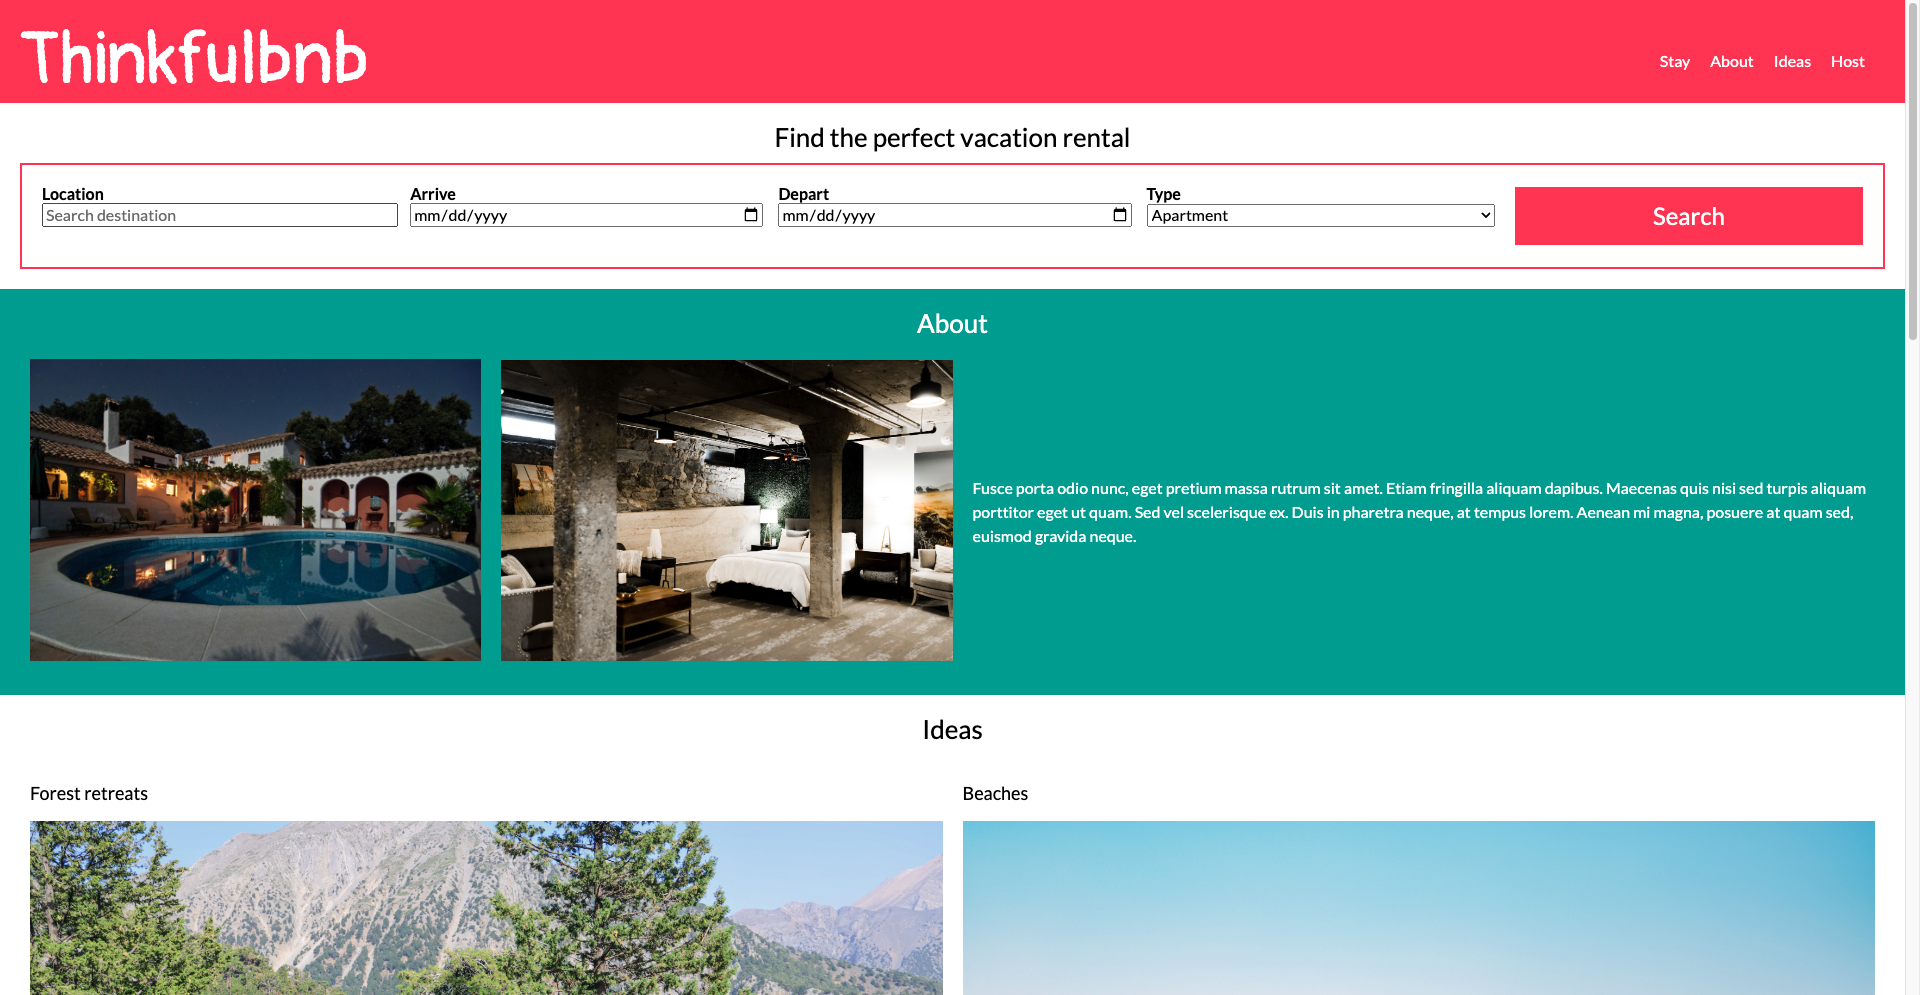 Thinkfulbnb
Stay About Ideas Host
Find the perfect vacation rental
Location Arrive Depart Type
Search destination mm/dd/yyyy mm/dd/yyyy Apartment Search
About
Fusce porta odio nunc, eget pretium massa rutrum sit amet. Etiam fringilla aliquam dapibus. Maecenas quis nisi sed turpis aliquam
porttitor eget ut quam. Sed vel scelerisque ex. Duis in pharetra neque, at tempus lorem. Aenean mi magna, posuere at quam sed,
euismod gravida neque.
Ideas
Forest retreats Beaches